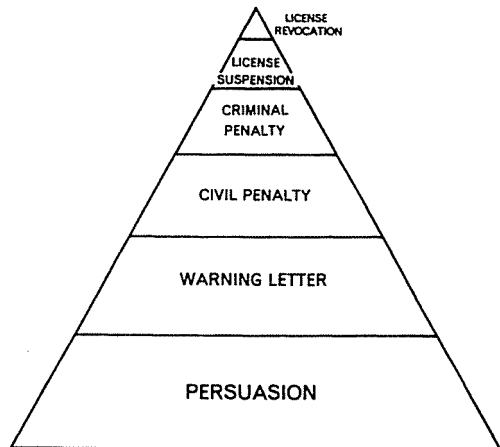 LICENSE
REVOCATION
LICENSE
SUSPENSION
CRIMINAL
PENALTY
CIVIL PENALTY
WARNING LETTER
PERSUASION